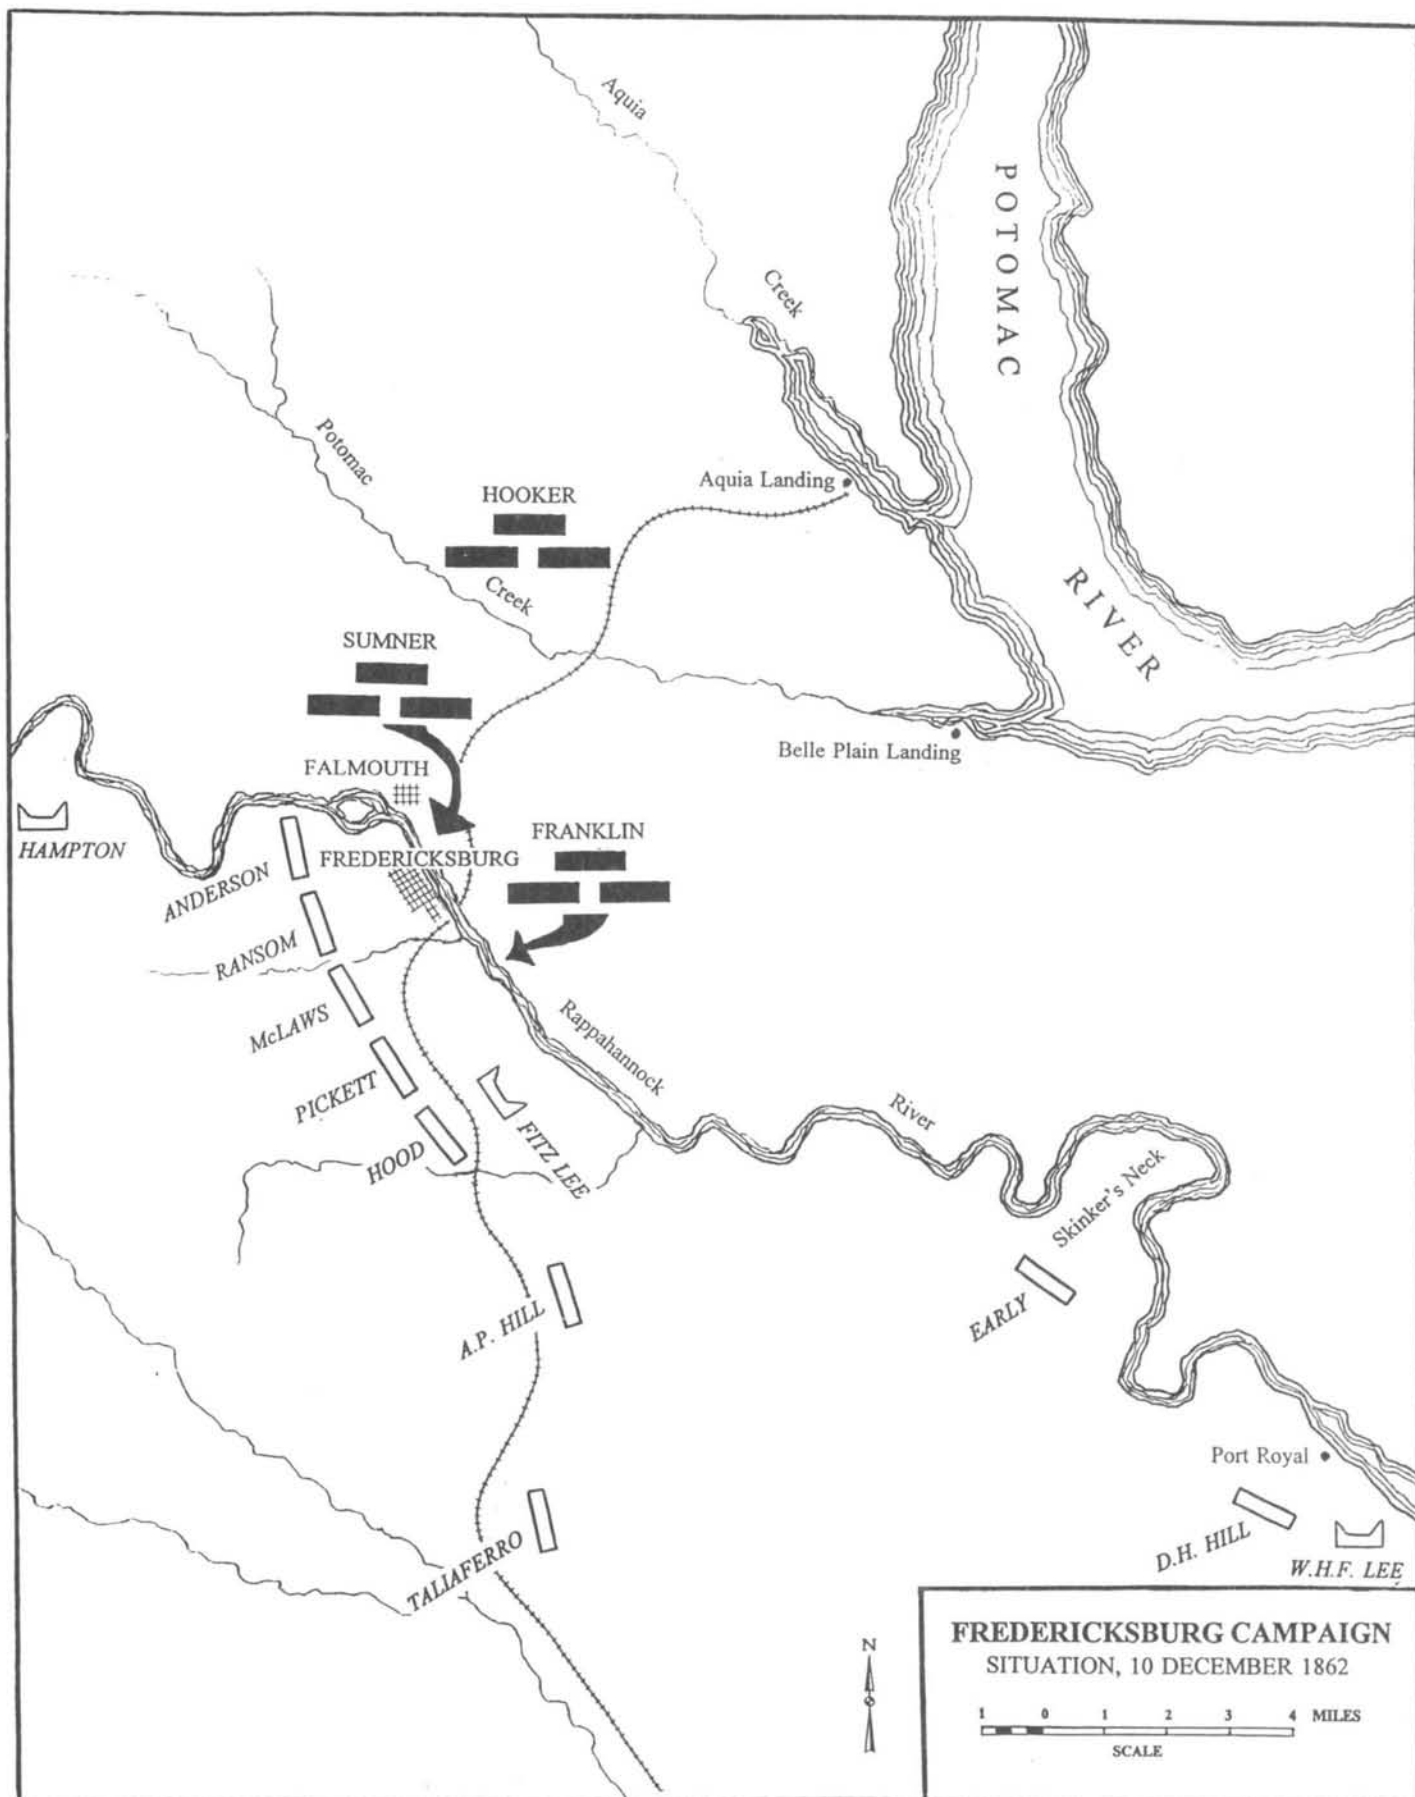 Aquia
Creek
POTOMAC
RIVER
Potomac
Creek
Aquia Landing
HOOKER
SUMNER
Belle Plain Landing
FALMOUTH
HAMPTON
FRANKLIN
FREDERICKSBURG
ANDERSON
RANSOM
McLAWS
Rappahannock
River
PICKETT
FITZ LEE
HOOD
Skinker's Neck
A.P. HILL
EARLY
Port Royal
D.H. HILL
W.H.F. LEE
TALIAFERRO
N
FREDERICKSBURG CAMPAIGN
SITUATION, 10 DECEMBER 1862
1 0 1 2 3 4 MILES
SCALE